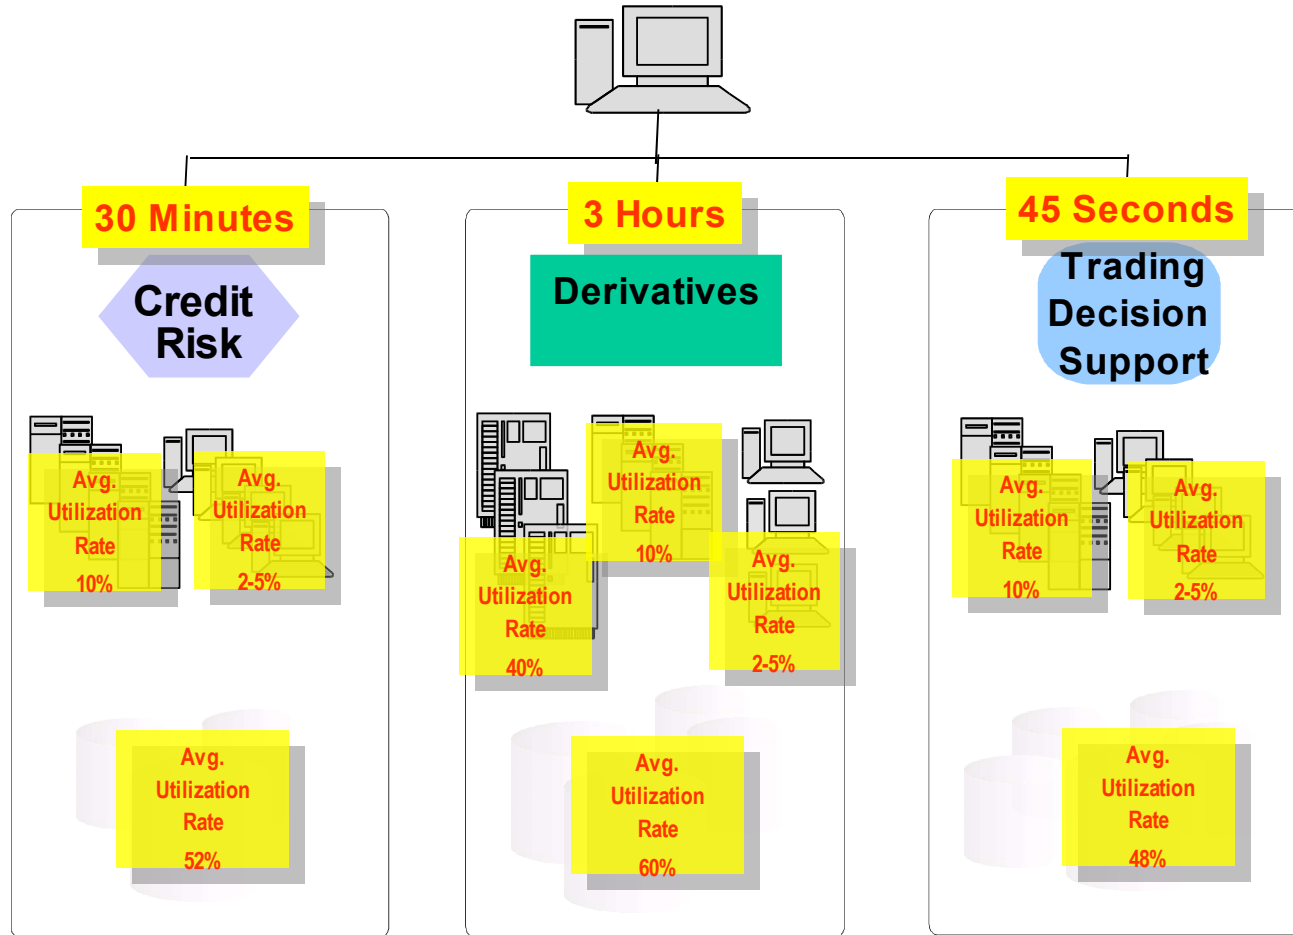 30 Minutes
Credit
Risk
Avg.
Utilization
Rate
10%
Avg.
Utilization
Rate
2-5%
Avg.
Utilization
Rate
52%
3 Hours
Derivatives
Avg.
Utilization
Rate
40%
Avg.
Utilization
Rate
10%
Avg.
Utilization
Rate
2-5%
Avg.
Utilization
Rate
60%
45 Seconds
Trading
Decision
Support
Avg.
Utilization
Rate
10%
Avg.
Utilization
Rate
2-5%
Avg.
Utilization
Rate
48%